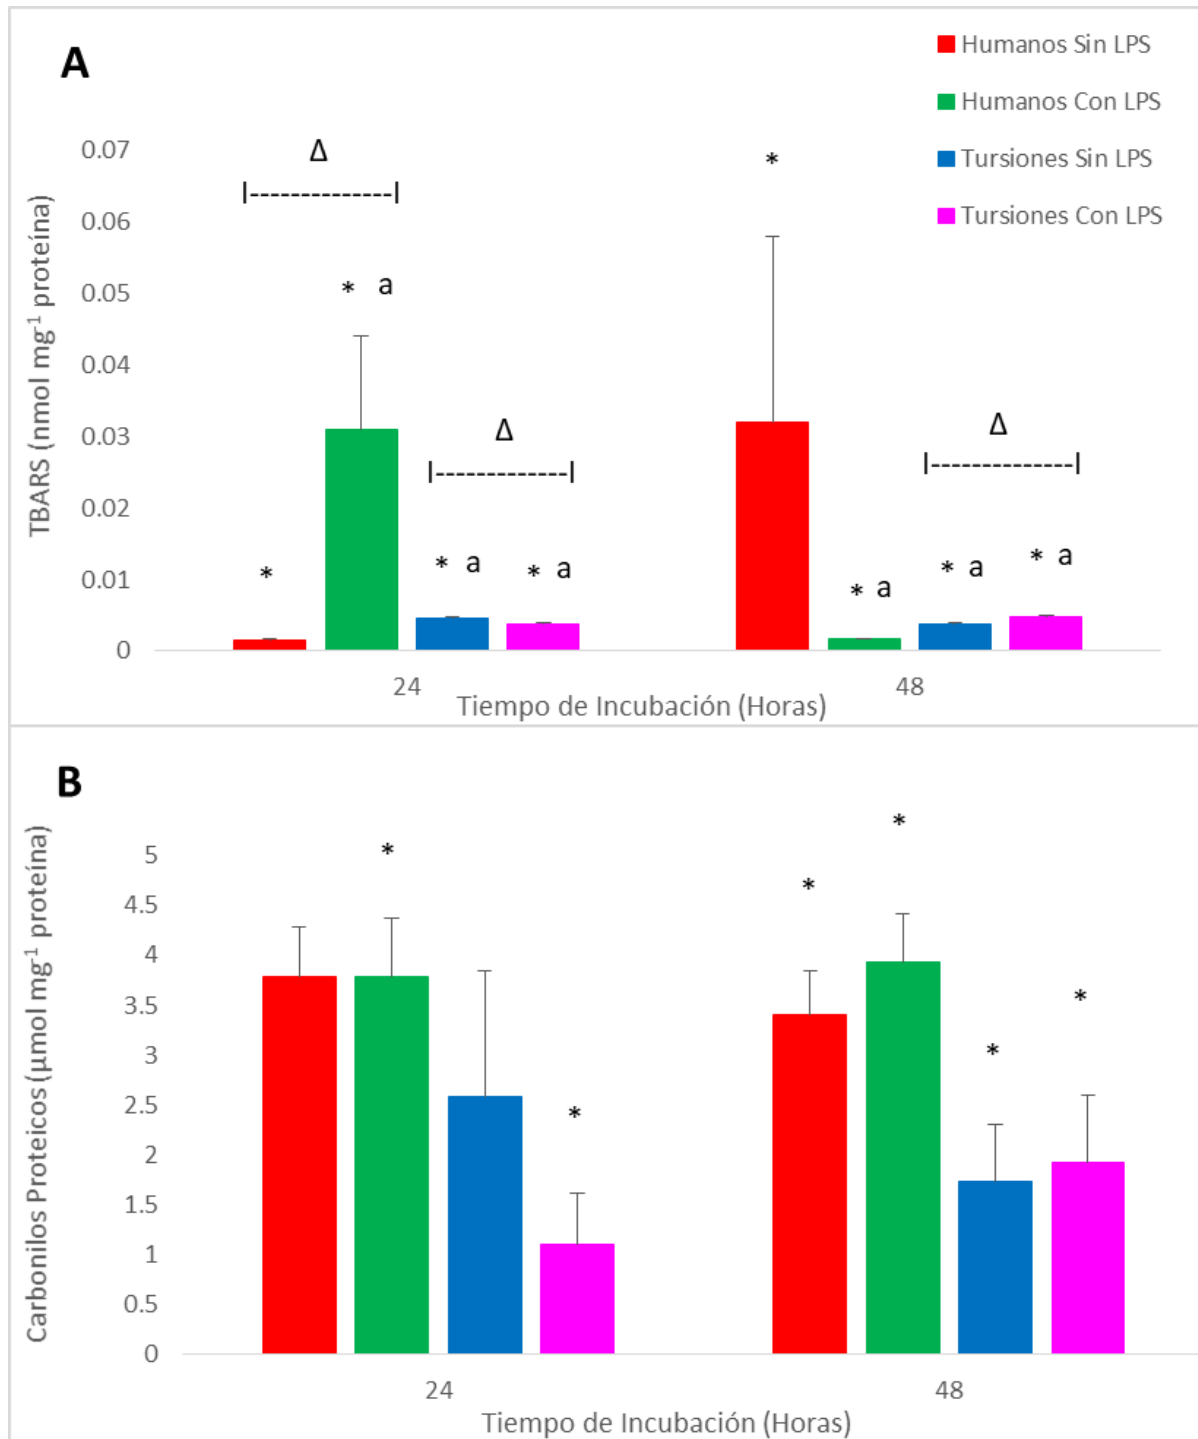 A
Humanos Sin LPS
Humanos Con LPS
Tursiones Sin LPS
Tursiones Con LPS
TBARS (nmol mg⁻¹ proteína)
0.07
0.06
0.05
0.04
0.03
0.02
0.01
0
Δ
|--------------|
*
* a
Δ
|------------|
* a
* a
*
Δ
|--------------|
* a
* a
* a
24
48
Tiempo de Incubación (Horas)
B
Carbonilos Proteicos (µmol mg⁻¹ proteína)
5
4.5
4
3.5
3
2.5
2
1.5
1
0.5
0
*
*
*
*
*
*
24
48
Tiempo de Incubación (Horas)